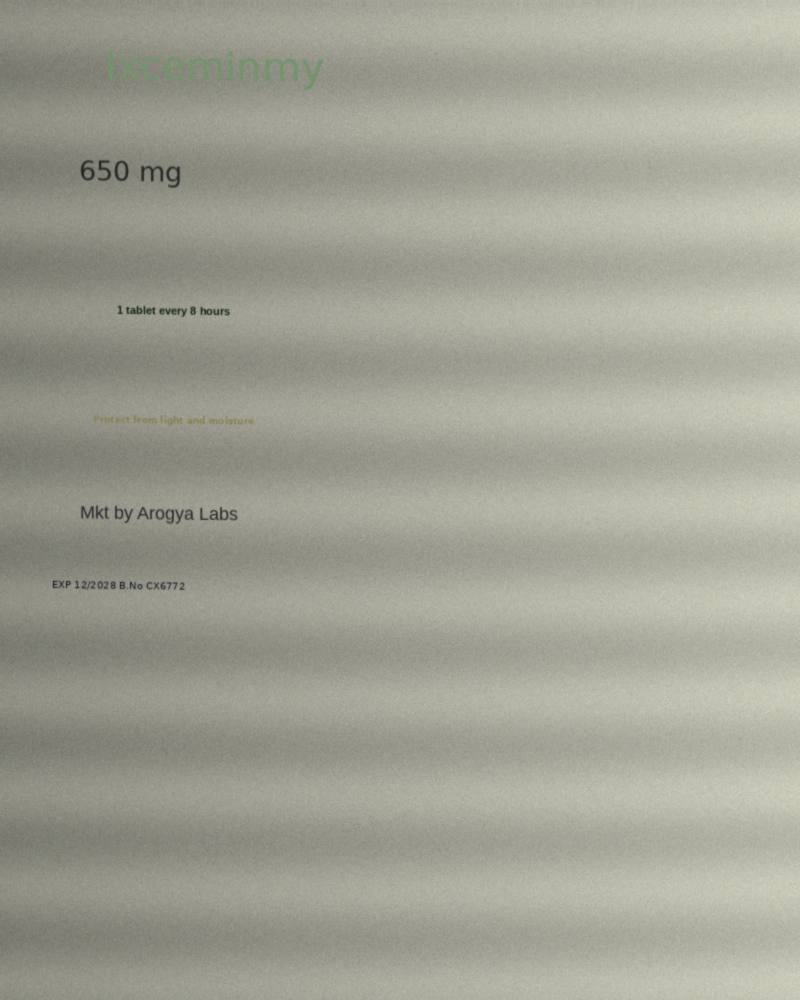 ixceminmy
650 mg
1 tablet every 8 hours
Protect from light and moisture
Mkt by Arogya Labs
EXP 12/2028 B.No CX6772